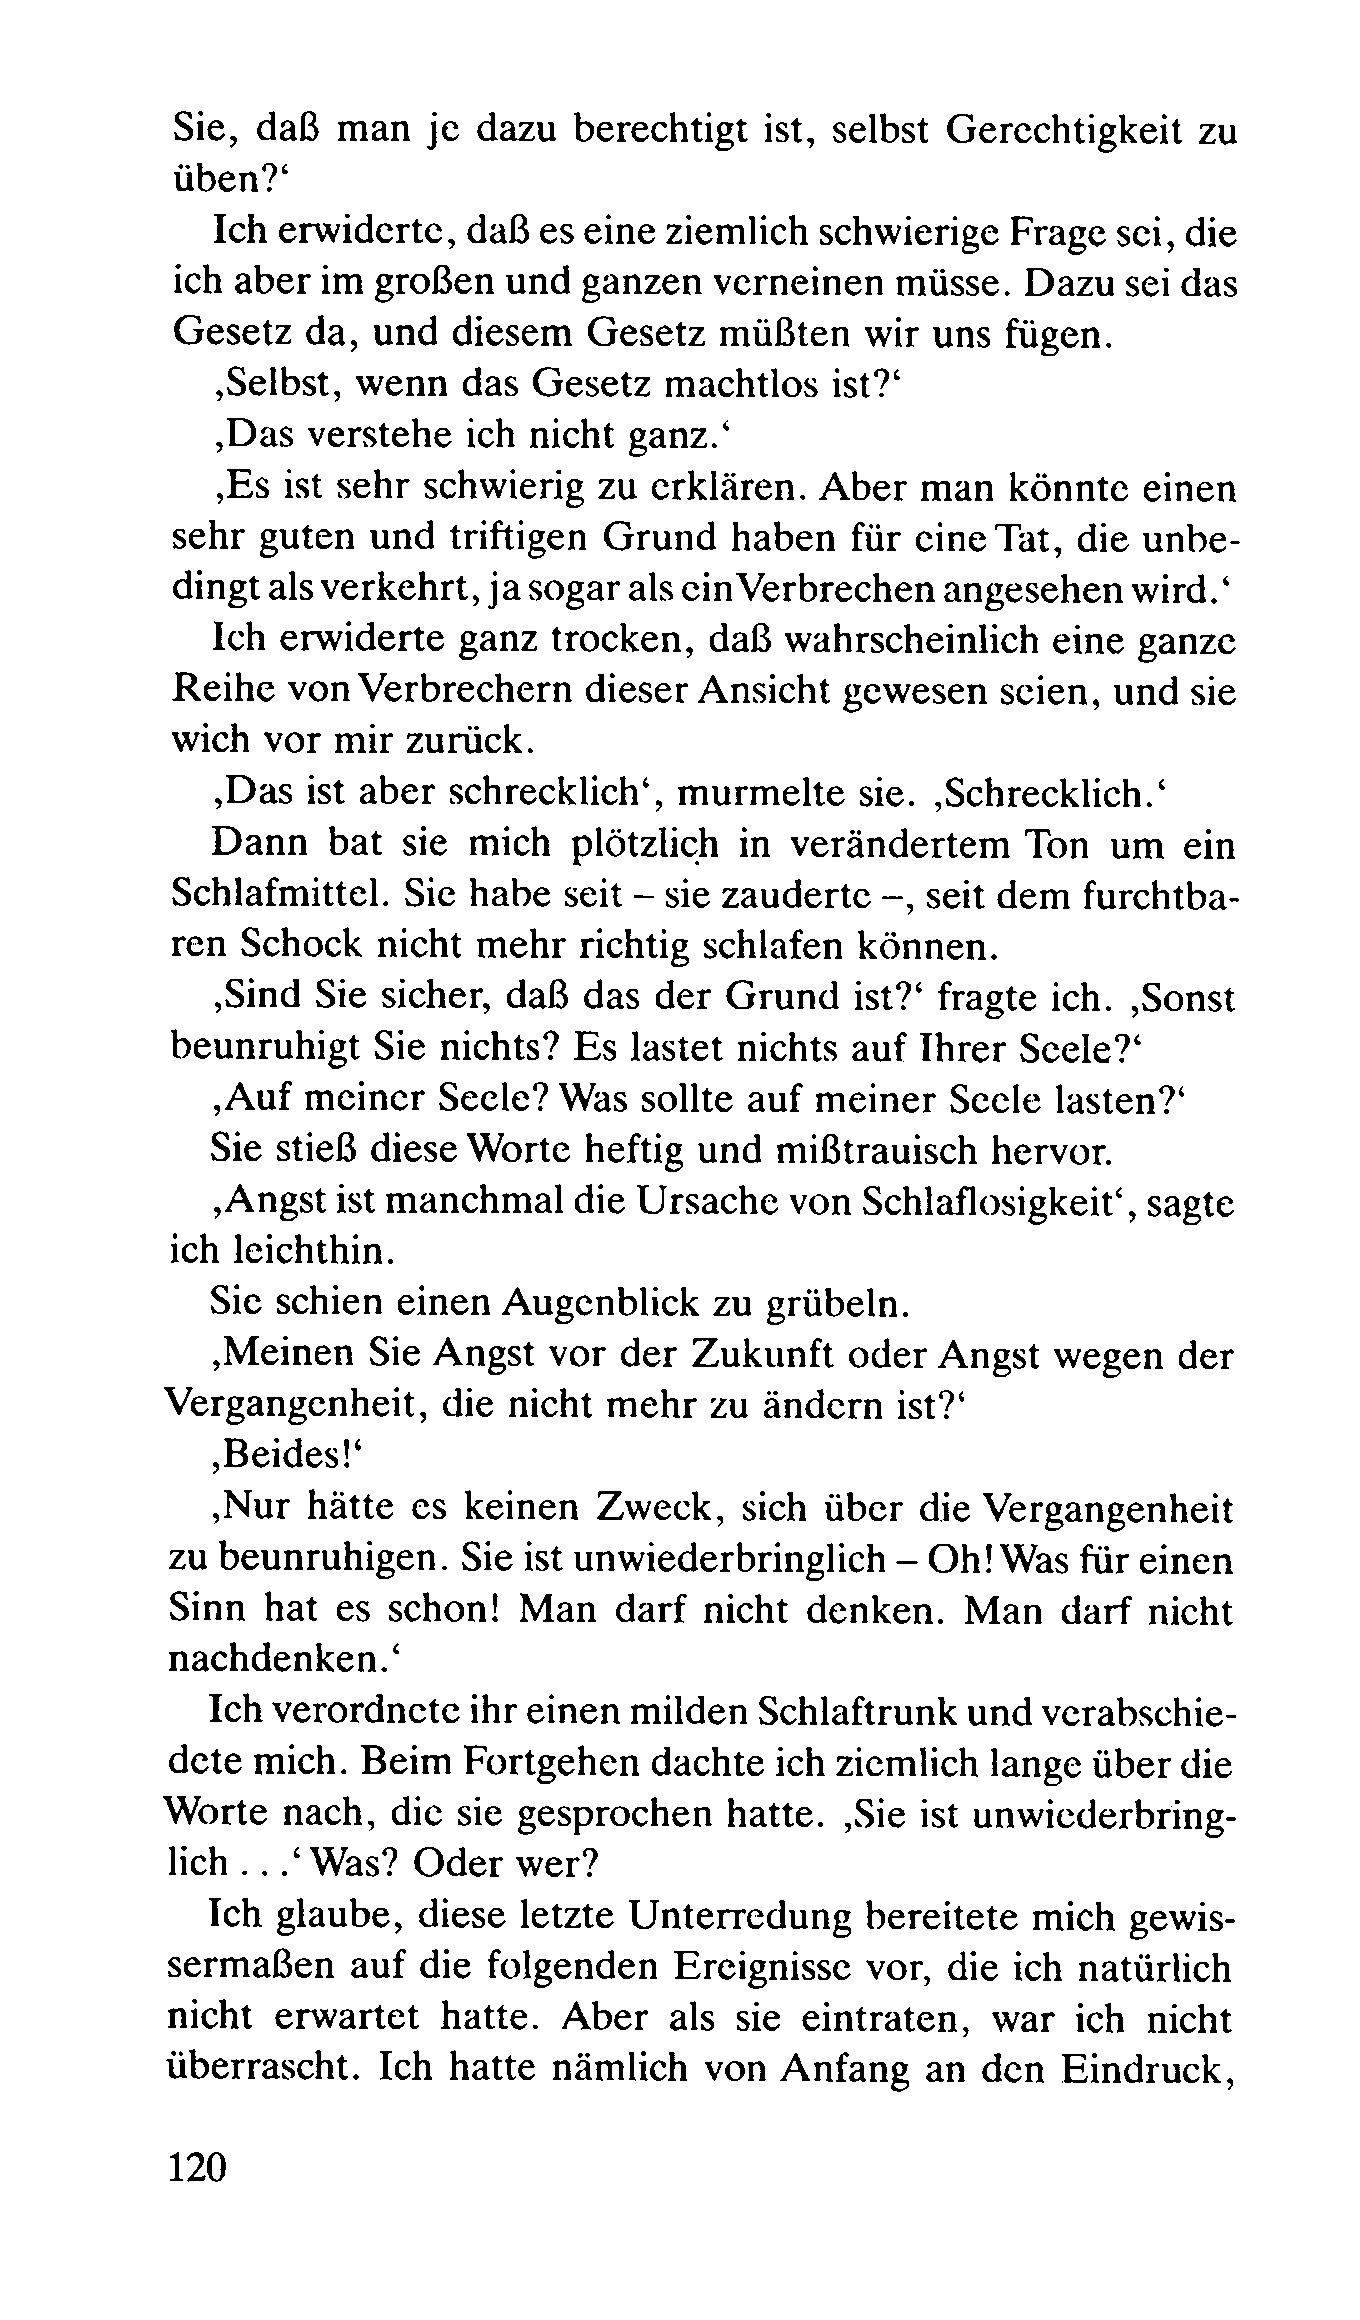 Sie, daß man je dazu berechtigt ist, selbst Gerechtigkeit zu
üben?‘
Ich erwiderte, daß es eine ziemlich schwierige Frage sei, die
ich aber im großen und ganzen verneinen müsse. Dazu sei das
Gesetz da, und diesem Gesetz müßten wir uns fügen.
‚Selbst, wenn das Gesetz machtlos ist?‘
‚Das verstehe ich nicht ganz.‘
‚Es ist sehr schwierig zu erklären. Aber man könnte einen
sehr guten und triftigen Grund haben für eine Tat, die unbe-
dingt als verkehrt, ja sogar als ein Verbrechen angesehen wird.‘
Ich erwiderte ganz trocken, daß wahrscheinlich eine ganze
Reihe von Verbrechern dieser Ansicht gewesen seien, und sie
wich vor mir zurück.
‚Das ist aber schrecklich‘, murmelte sie. ‚Schrecklich.‘
Dann bat sie mich plötzlich in verändertem Ton um ein
Schlafmittel. Sie habe seit – sie zauderte –, seit dem furchtba-
ren Schock nicht mehr richtig schlafen können.
‚Sind Sie sicher, daß das der Grund ist?‘ fragte ich. ‚Sonst
beunruhigt Sie nichts? Es lastet nichts auf Ihrer Seele?‘
‚Auf meiner Seele? Was sollte auf meiner Seele lasten?‘
Sie stieß diese Worte heftig und mißtrauisch hervor.
‚Angst ist manchmal die Ursache von Schlaflosigkeit‘, sagte
ich leichthin.
Sie schien einen Augenblick zu grübeln.
‚Meinen Sie Angst vor der Zukunft oder Angst wegen der
Vergangenheit, die nicht mehr zu ändern ist?‘
‚Beides!‘
‚Nur hätte es keinen Zweck, sich über die Vergangenheit
zu beunruhigen. Sie ist unwiederbringlich – Oh! Was für einen
Sinn hat es schon! Man darf nicht denken. Man darf nicht
nachdenken.‘
Ich verordnete ihr einen milden Schlaftrunk und verabschie-
dete mich. Beim Fortgehen dachte ich ziemlich lange über die
Worte nach, die sie gesprochen hatte. ‚Sie ist unwiederbring-
lich . . .‘ Was? Oder wer?
Ich glaube, diese letzte Unterredung bereitete mich gewis-
sermaßen auf die folgenden Ereignisse vor, die ich natürlich
nicht erwartet hatte. Aber als sie eintraten, war ich nicht
überrascht. Ich hatte nämlich von Anfang an den Eindruck,
120